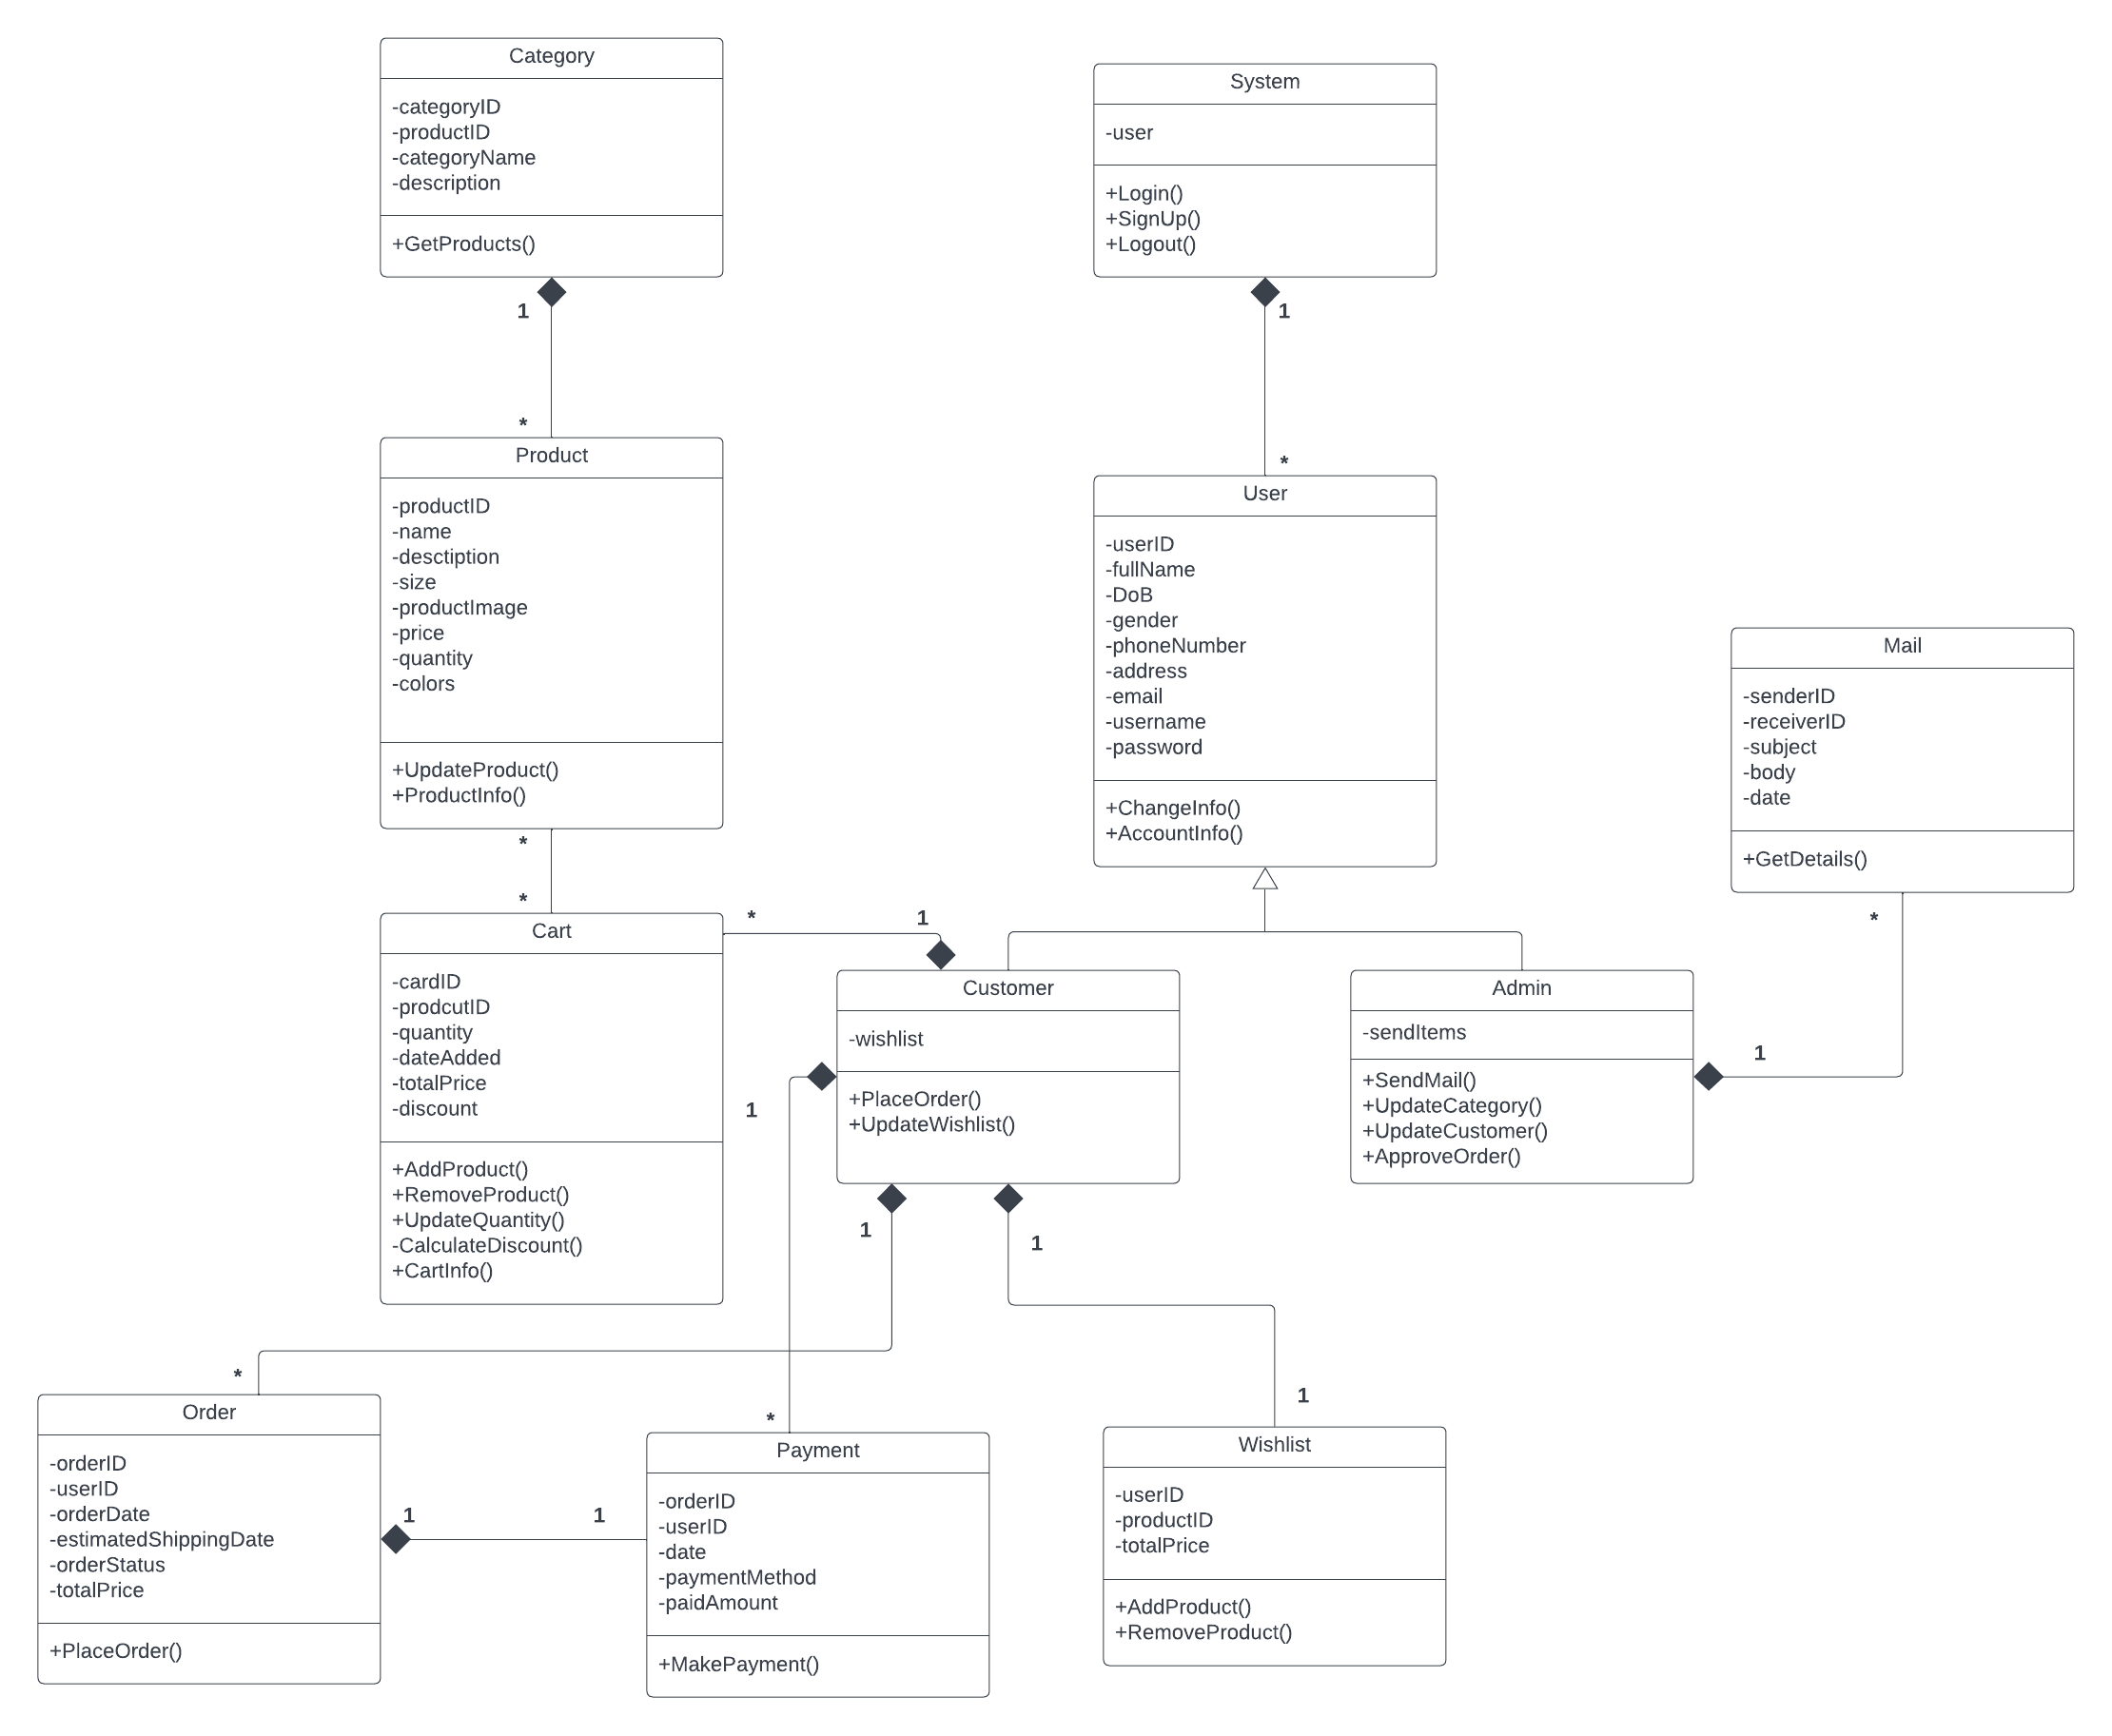 Category
-categoryID
-productID
-categoryName
-description
+GetProducts()
1
*
System
-user
+Login()
+SignUp()
+Logout()
1
*
Product
-productID
-name
-desctiption
-size
-productImage
-price
-quantity
-colors
+UpdateProduct()
+ProductInfo()
*
*
User
-userID
-fullName
-DoB
-gender
-phoneNumber
-address
-email
-username
-password
+ChangeInfo()
+AccountInfo()
Mail
-senderID
-receiverID
-subject
-body
-date
+GetDetails()
*
1
Cart
-cardID
-prodcutID
-quantity
-dateAdded
-totalPrice
-discount
+AddProduct()
+RemoveProduct()
+UpdateQuantity()
-CalculateDiscount()
+CartInfo()
*
1
Customer
-wishlist
+PlaceOrder()
+UpdateWishlist()
1
1
1
Admin
-sendItems
+SendMail()
+UpdateCategory()
+UpdateCustomer()
+ApproveOrder()
*
Order
-orderID
-userID
-orderDate
-estimatedShippingDate
-orderStatus
-totalPrice
+PlaceOrder()
1
1
*
Payment
-orderID
-userID
-date
-paymentMethod
-paidAmount
+MakePayment()
1
Wishlist
-userID
-productID
-totalPrice
+AddProduct()
+RemoveProduct()